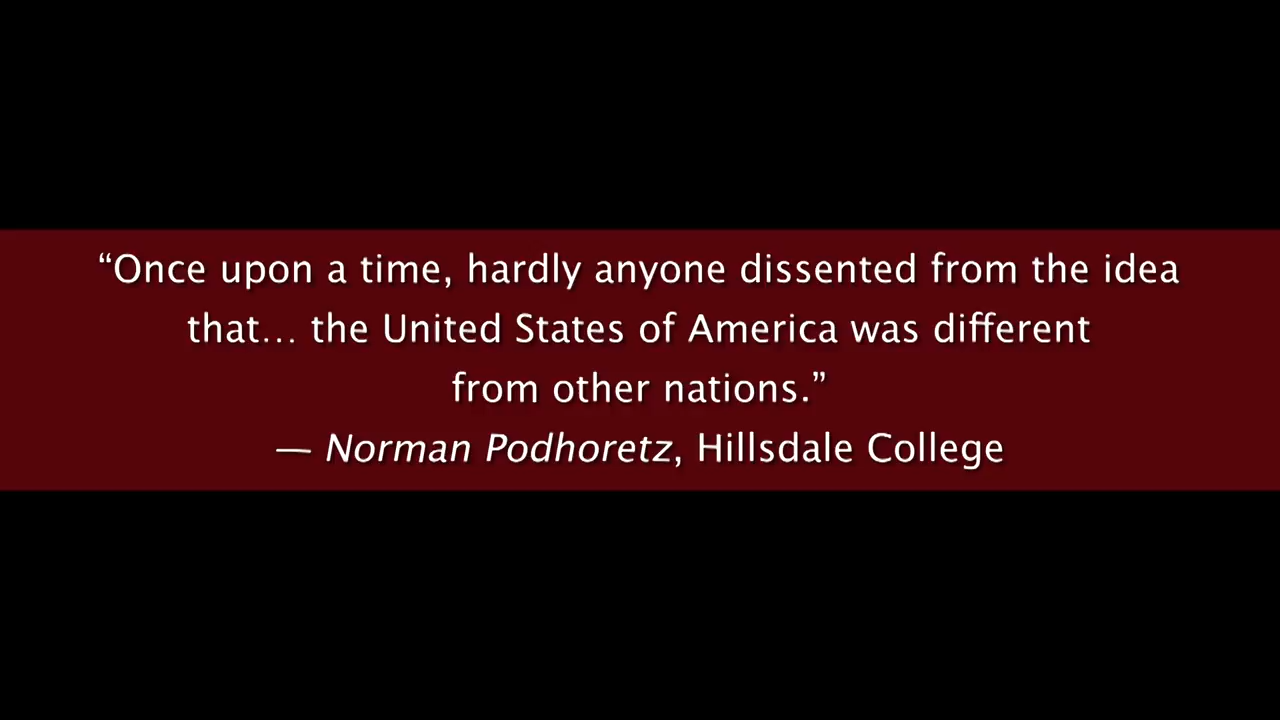 “Once upon a time, hardly anyone dissented from the idea
that… the United States of America was different
from other nations.”
— Norman Podhoretz, Hillsdale College